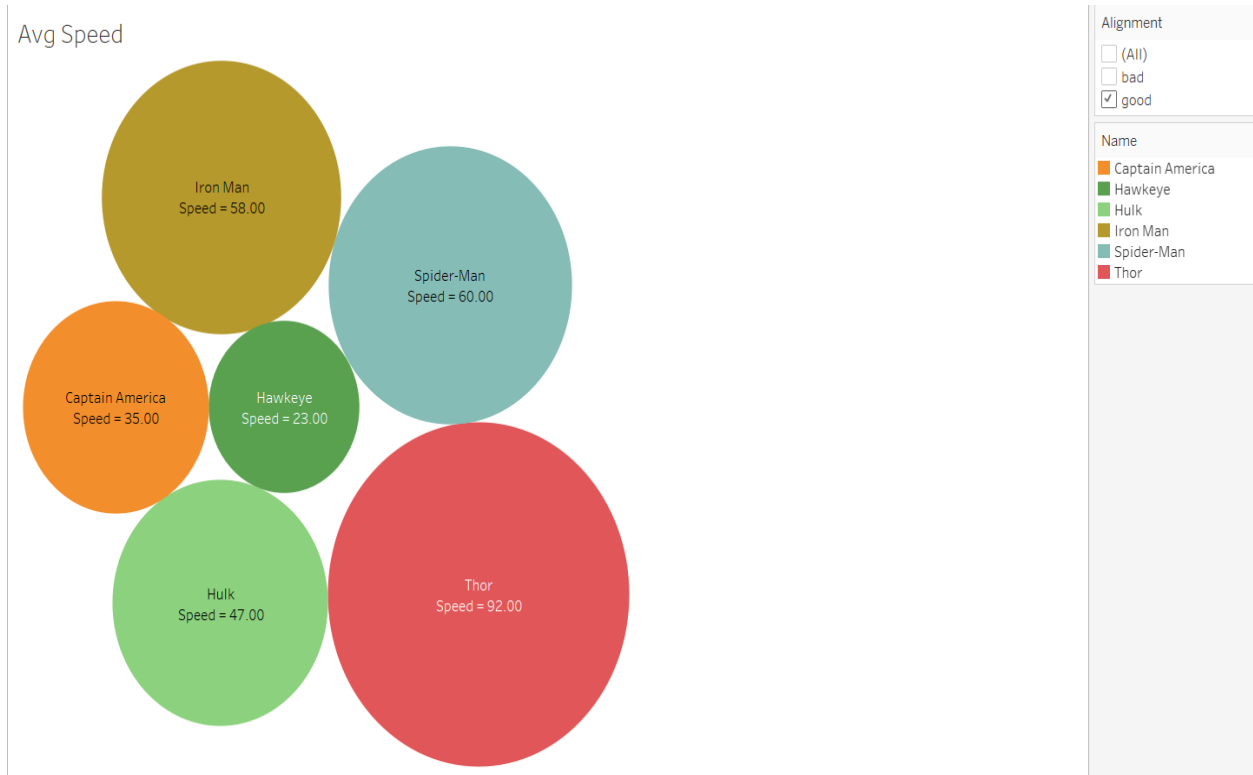 Avg Speed
Iron Man
Speed = 58.00
Spider-Man
Speed = 60.00
Captain America
Speed = 35.00
Hawkeye
Speed = 23.00
Hulk
Speed = 47.00
Thor
Speed = 92.00
Alignment
(All)
bad
good
Name
Captain America
Hawkeye
Hulk
Iron Man
Spider-Man
Thor